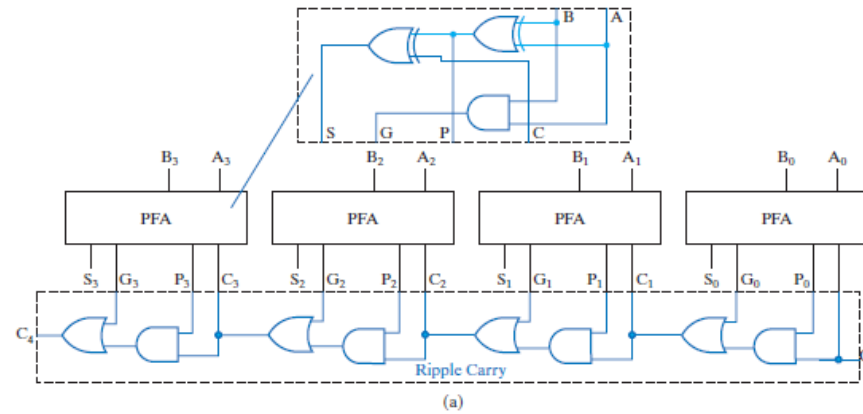 B A
S G P C
B₃ A₃ B₂ A₂ B₁ A₁ B₀ A₀
PFA PFA PFA PFA
S₃ G₃ P₃ C₃ S₂ G₂ P₂ C₂ S₁ G₁ P₁ C₁ S₀ G₀ P₀
C₄
Ripple Carry
(a)